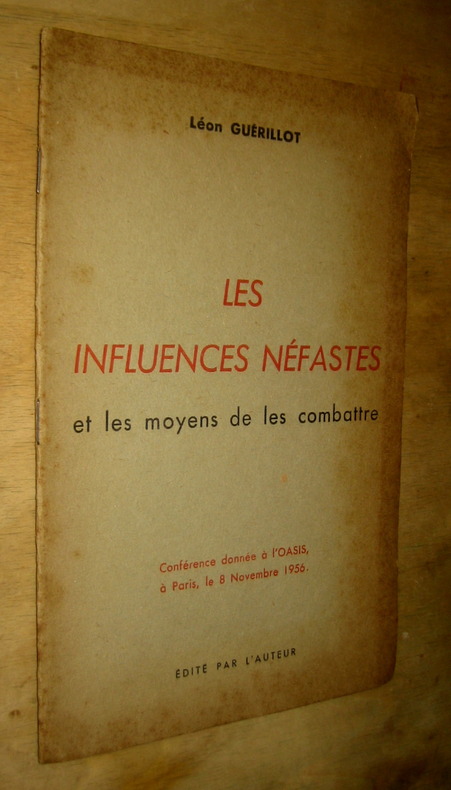 Léon GUÉRILLOT
LES
INFLUENCES NÉFASTES
et les moyens de les combattre
Conférence donnée à l'OASIS,
à Paris, le 8 Novembre 1956.
ÉDITÉ PAR L'AUTEUR